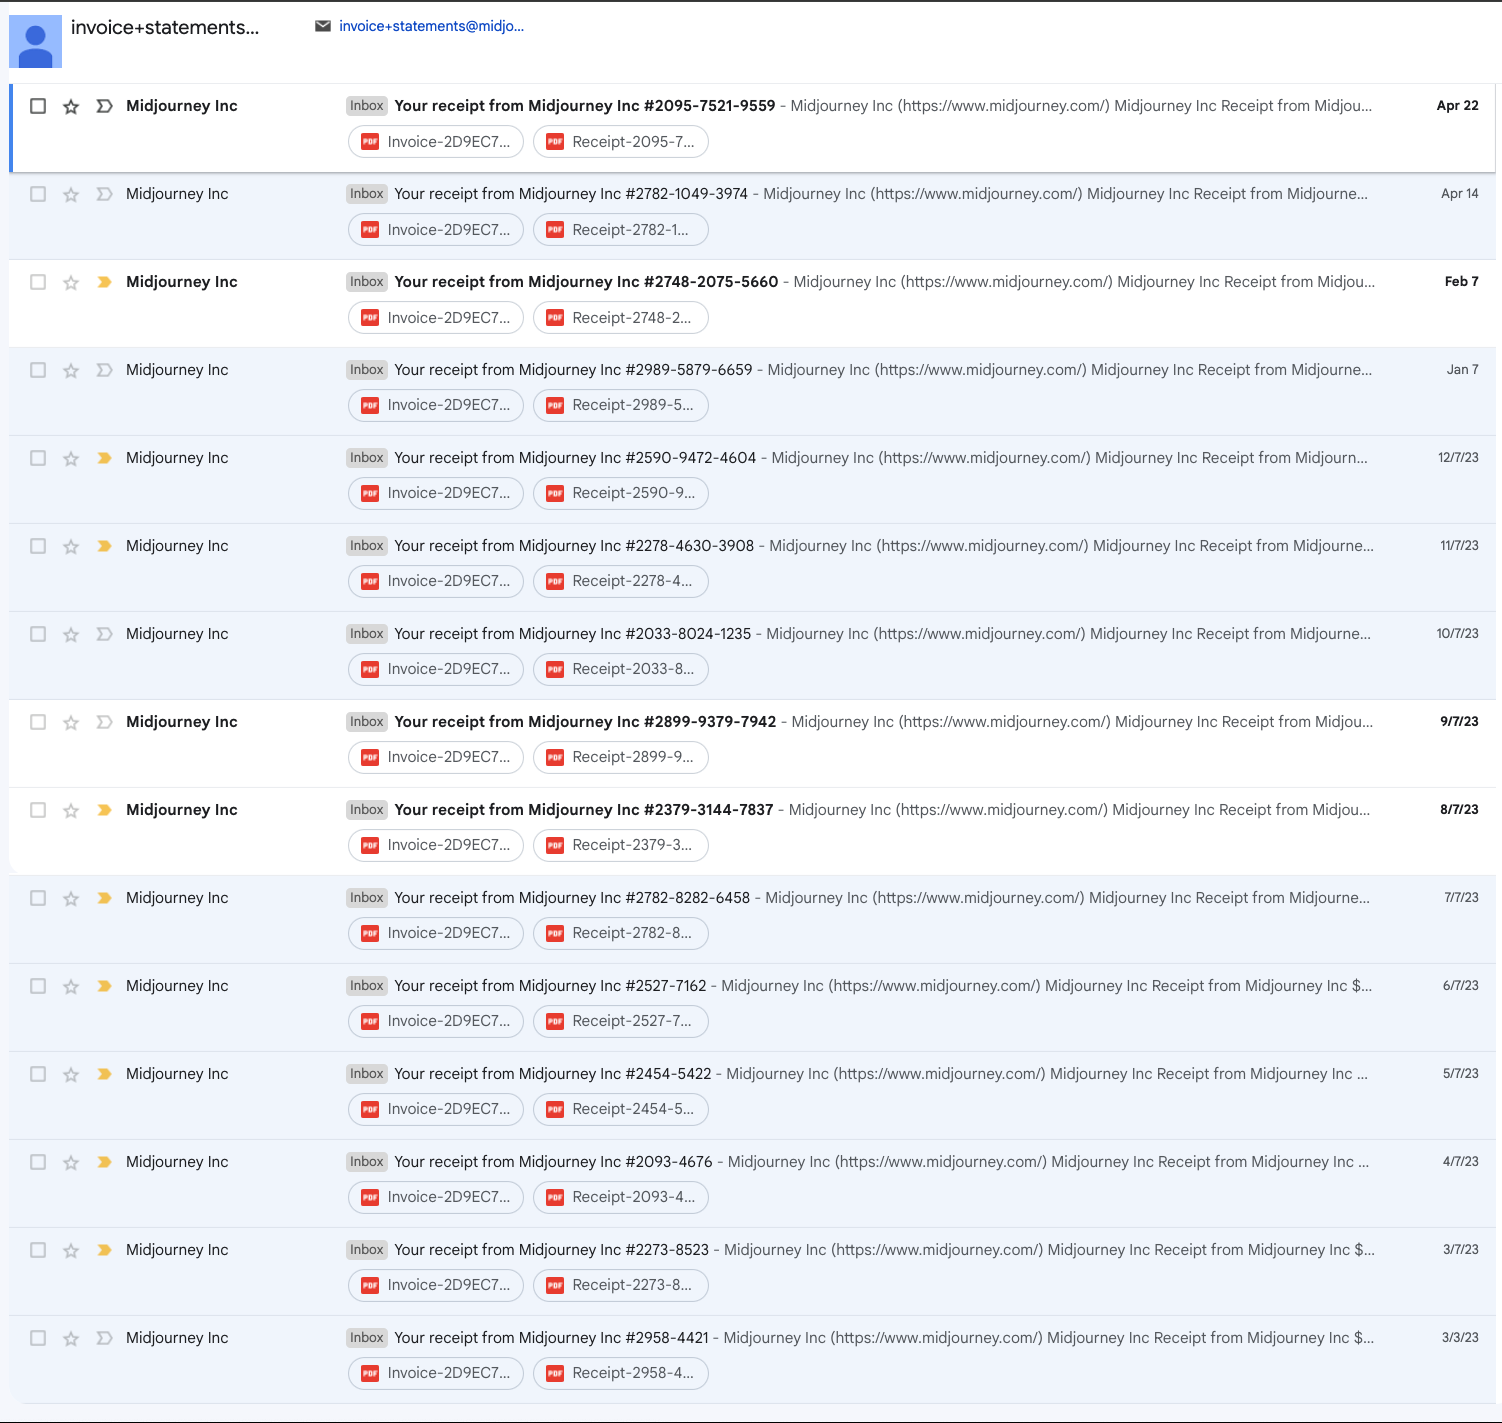 invoice+statements...
invoice+statements@midjo...
Midjourney Inc Inbox Your receipt from Midjourney Inc #2095-7521-9559 - Midjourney Inc (https://www.midjourney.com/) Midjourney Inc Receipt from Midjou... Apr 22
PDF Invoice-2D9EC7... PDF Receipt-2095-7...
Midjourney Inc Inbox Your receipt from Midjourney Inc #2782-1049-3974 - Midjourney Inc (https://www.midjourney.com/) Midjourney Inc Receipt from Midjourne... Apr 14
PDF Invoice-2D9EC7... PDF Receipt-2782-1...
Midjourney Inc Inbox Your receipt from Midjourney Inc #2748-2075-5660 - Midjourney Inc (https://www.midjourney.com/) Midjourney Inc Receipt from Midjou... Feb 7
PDF Invoice-2D9EC7... PDF Receipt-2748-2...
Midjourney Inc Inbox Your receipt from Midjourney Inc #2989-5879-6659 - Midjourney Inc (https://www.midjourney.com/) Midjourney Inc Receipt from Midjourne... Jan 7
PDF Invoice-2D9EC7... PDF Receipt-2989-5...
Midjourney Inc Inbox Your receipt from Midjourney Inc #2590-9472-4604 - Midjourney Inc (https://www.midjourney.com/) Midjourney Inc Receipt from Midjourn... 12/7/23
PDF Invoice-2D9EC7... PDF Receipt-2590-9...
Midjourney Inc Inbox Your receipt from Midjourney Inc #2278-4630-3908 - Midjourney Inc (https://www.midjourney.com/) Midjourney Inc Receipt from Midjourne... 11/7/23
PDF Invoice-2D9EC7... PDF Receipt-2278-4...
Midjourney Inc Inbox Your receipt from Midjourney Inc #2033-8024-1235 - Midjourney Inc (https://www.midjourney.com/) Midjourney Inc Receipt from Midjourne... 10/7/23
PDF Invoice-2D9EC7... PDF Receipt-2033-8...
Midjourney Inc Inbox Your receipt from Midjourney Inc #2899-9379-7942 - Midjourney Inc (https://www.midjourney.com/) Midjourney Inc Receipt from Midjou... 9/7/23
PDF Invoice-2D9EC7... PDF Receipt-2899-9...
Midjourney Inc Inbox Your receipt from Midjourney Inc #2379-3144-7837 - Midjourney Inc (https://www.midjourney.com/) Midjourney Inc Receipt from Midjou... 8/7/23
PDF Invoice-2D9EC7... PDF Receipt-2379-3...
Midjourney Inc Inbox Your receipt from Midjourney Inc #2782-8282-6458 - Midjourney Inc (https://www.midjourney.com/) Midjourney Inc Receipt from Midjourne... 7/7/23
PDF Invoice-2D9EC7... PDF Receipt-2782-8...
Midjourney Inc Inbox Your receipt from Midjourney Inc #2527-7162 - Midjourney Inc (https://www.midjourney.com/) Midjourney Inc Receipt from Midjourney Inc $... 6/7/23
PDF Invoice-2D9EC7... PDF Receipt-2527-7...
Midjourney Inc Inbox Your receipt from Midjourney Inc #2454-5422 - Midjourney Inc (https://www.midjourney.com/) Midjourney Inc Receipt from Midjourney Inc ... 5/7/23
PDF Invoice-2D9EC7... PDF Receipt-2454-5...
Midjourney Inc Inbox Your receipt from Midjourney Inc #2093-4676 - Midjourney Inc (https://www.midjourney.com/) Midjourney Inc Receipt from Midjourney Inc ... 4/7/23
PDF Invoice-2D9EC7... PDF Receipt-2093-4...
Midjourney Inc Inbox Your receipt from Midjourney Inc #2273-8523 - Midjourney Inc (https://www.midjourney.com/) Midjourney Inc Receipt from Midjourney Inc $... 3/7/23
PDF Invoice-2D9EC7... PDF Receipt-2273-8...
Midjourney Inc Inbox Your receipt from Midjourney Inc #2958-4421 - Midjourney Inc (https://www.midjourney.com/) Midjourney Inc Receipt from Midjourney Inc $... 3/3/23
PDF Invoice-2D9EC7... PDF Receipt-2958-4...